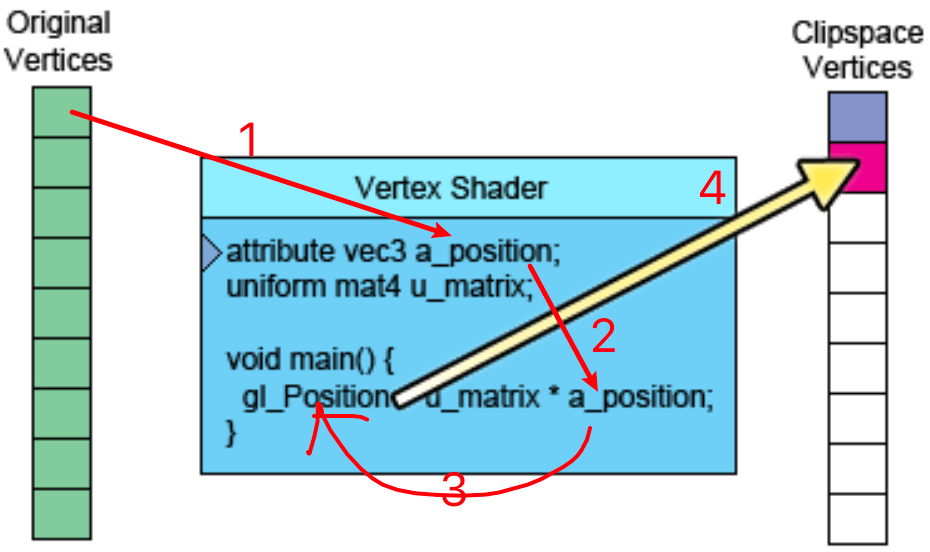 Original
Vertices
Clipspace
Vertices
1
Vertex Shader
4
attribute vec3 a_position;
uniform mat4 u_matrix;
2
void main() {
gl_Position u_matrix * a_position;
}
3